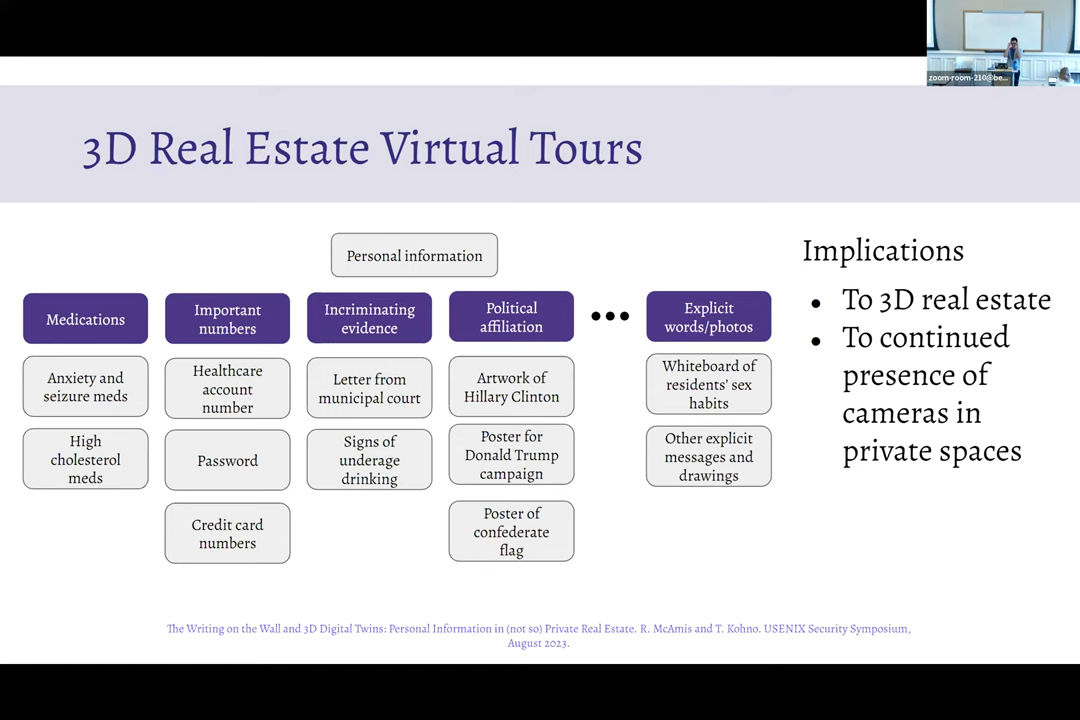 zoom-room-210@be...
3D Real Estate Virtual Tours
Personal information
Medications
Anxiety and
seizure meds
High
cholesterol
meds
Important
numbers
Healthcare
account
number
Password
Credit card
numbers
Incriminating
evidence
Letter from
municipal court
Signs of
underage
drinking
Political
affiliation
Artwork of
Hillary Clinton
Poster for
Donald Trump
campaign
Poster of
confederate
flag
•••
Explicit
words/photos
Whiteboard of
residents' sex
habits
Other explicit
messages and
drawings
Implications
• To 3D real estate
• To continued
presence of
cameras in
private spaces
The Writing on the Wall and 3D Digital Twins: Personal Information in (not so) Private Real Estate. R. McAmis and T. Kohno. USENIX Security Symposium,
August 2023.